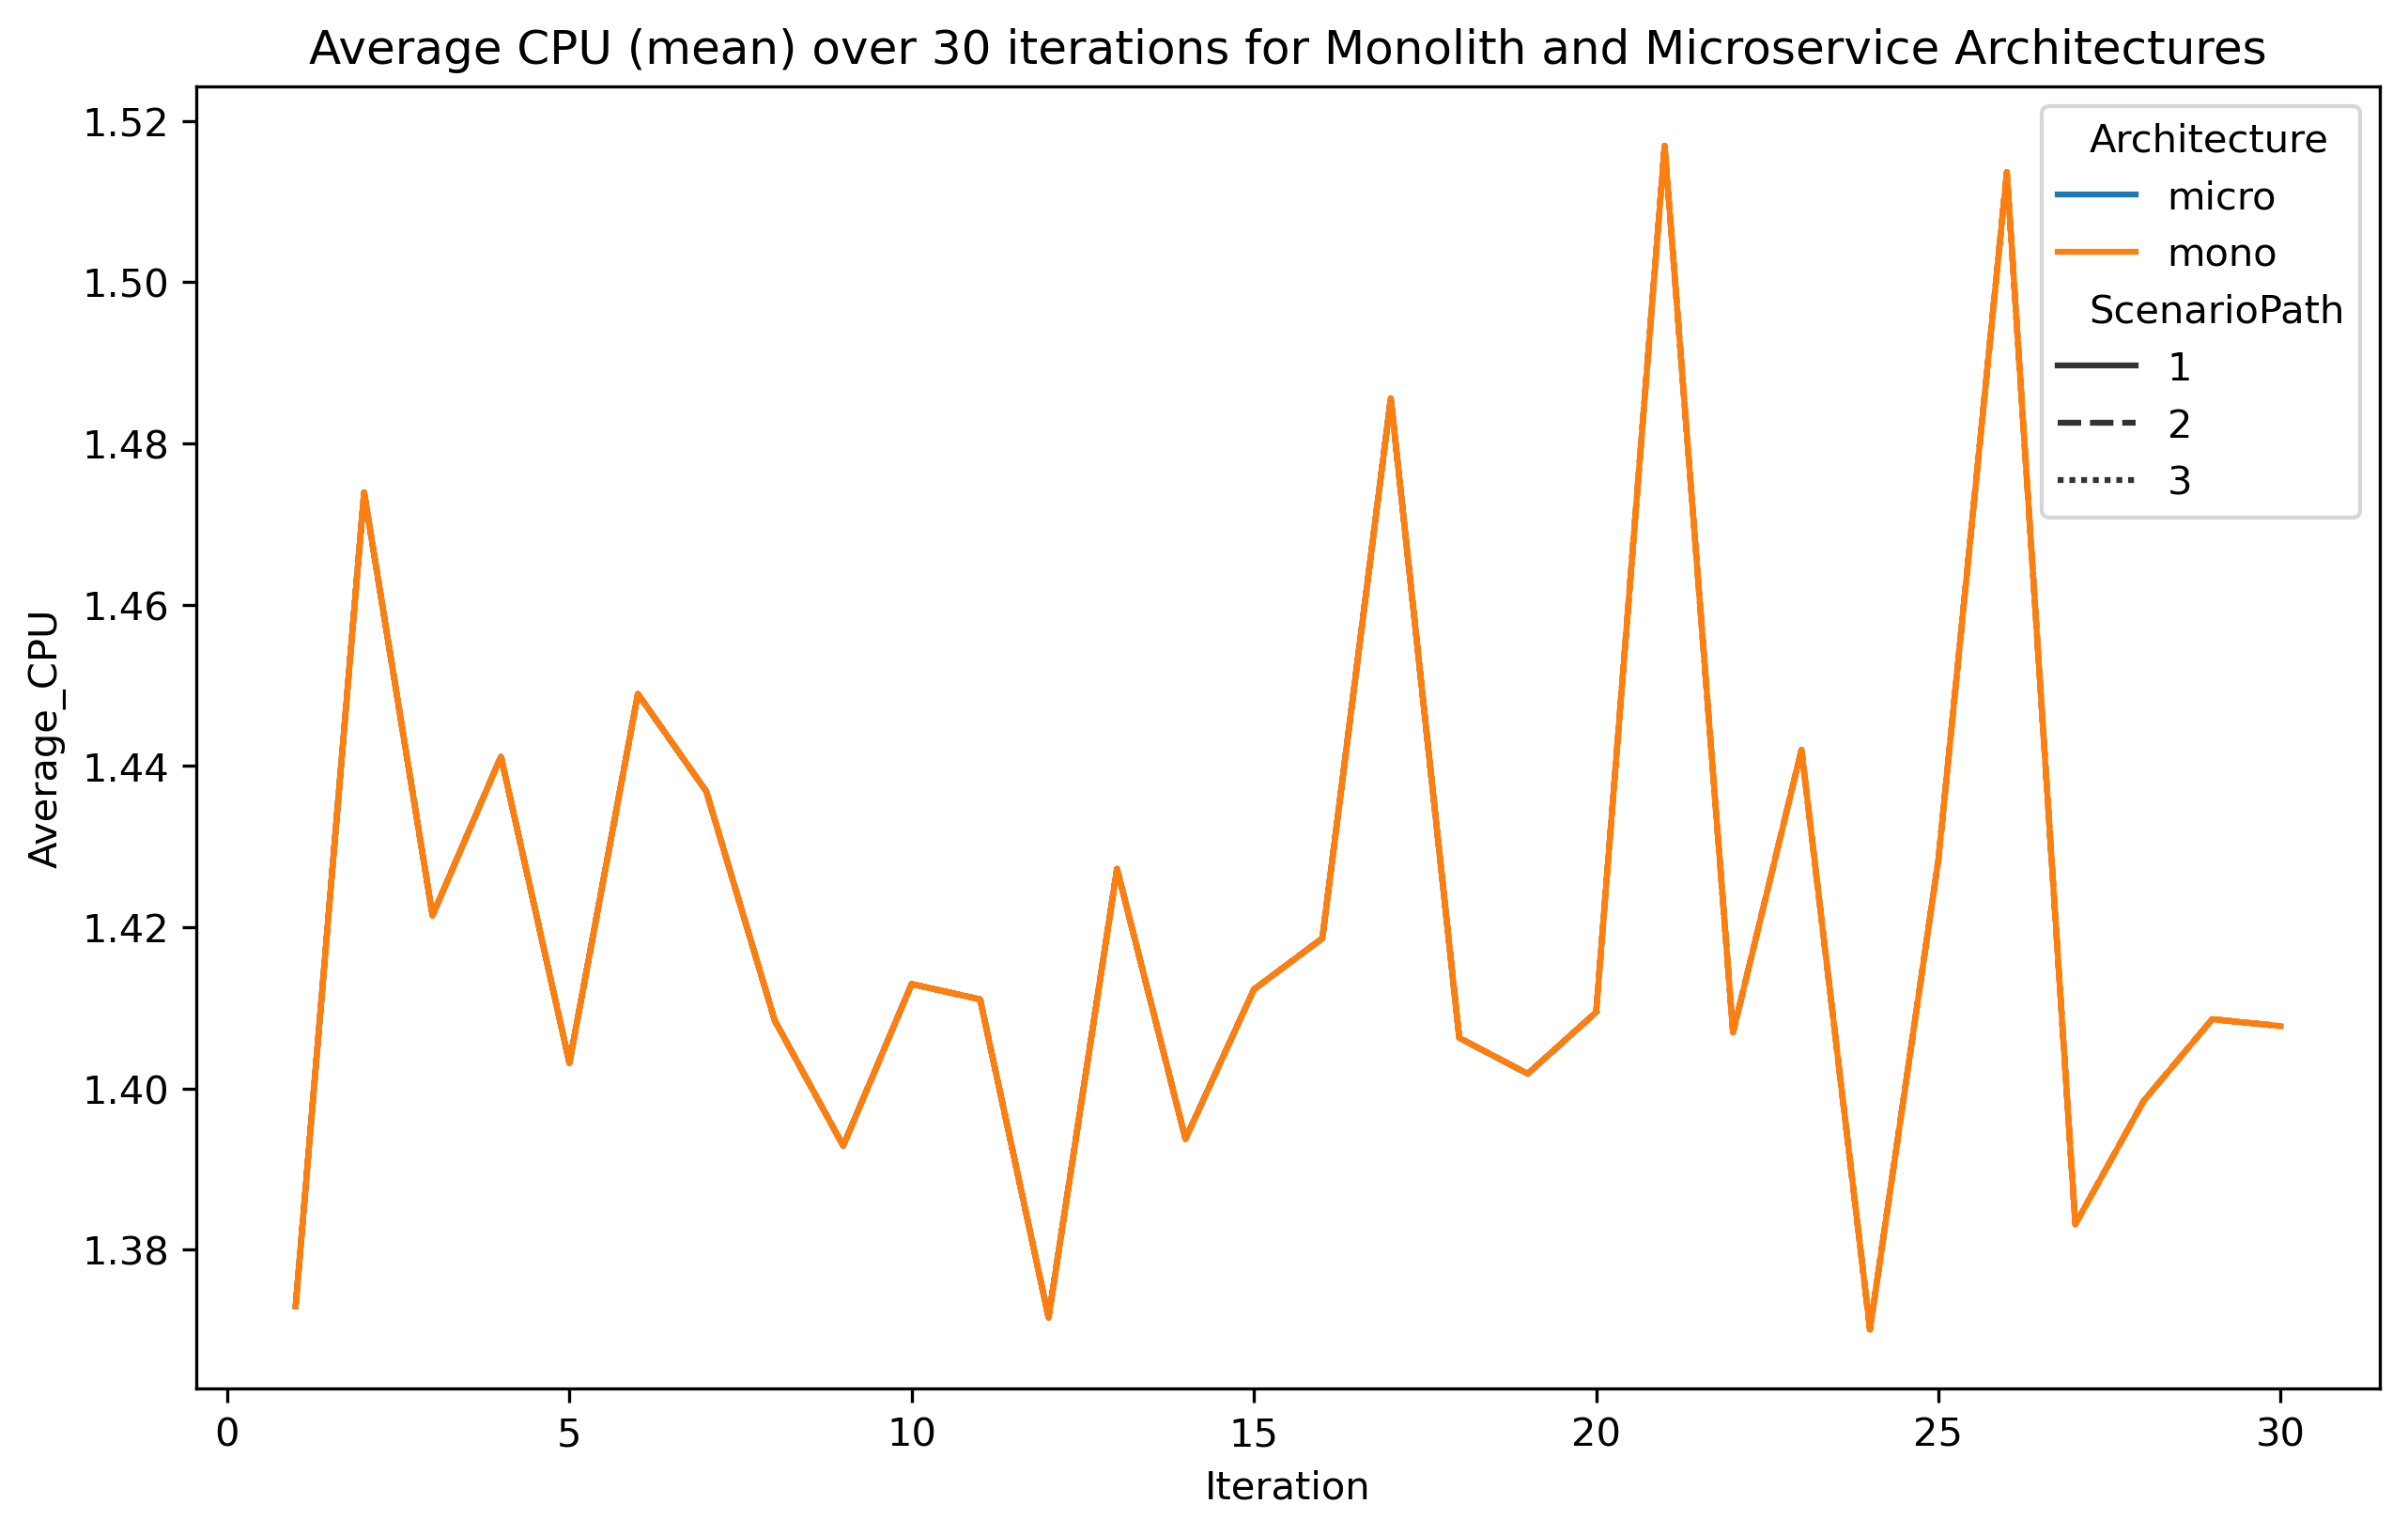 Average CPU (mean) over 30 iterations for Monolith and Microservice Architectures
1.52
1.50
1.48
1.46
1.44
1.42
1.40
1.38
Average_CPU
Architecture
micro
mono
ScenarioPath
1
2
3
0 5 10 15 20 25 30
Iteration